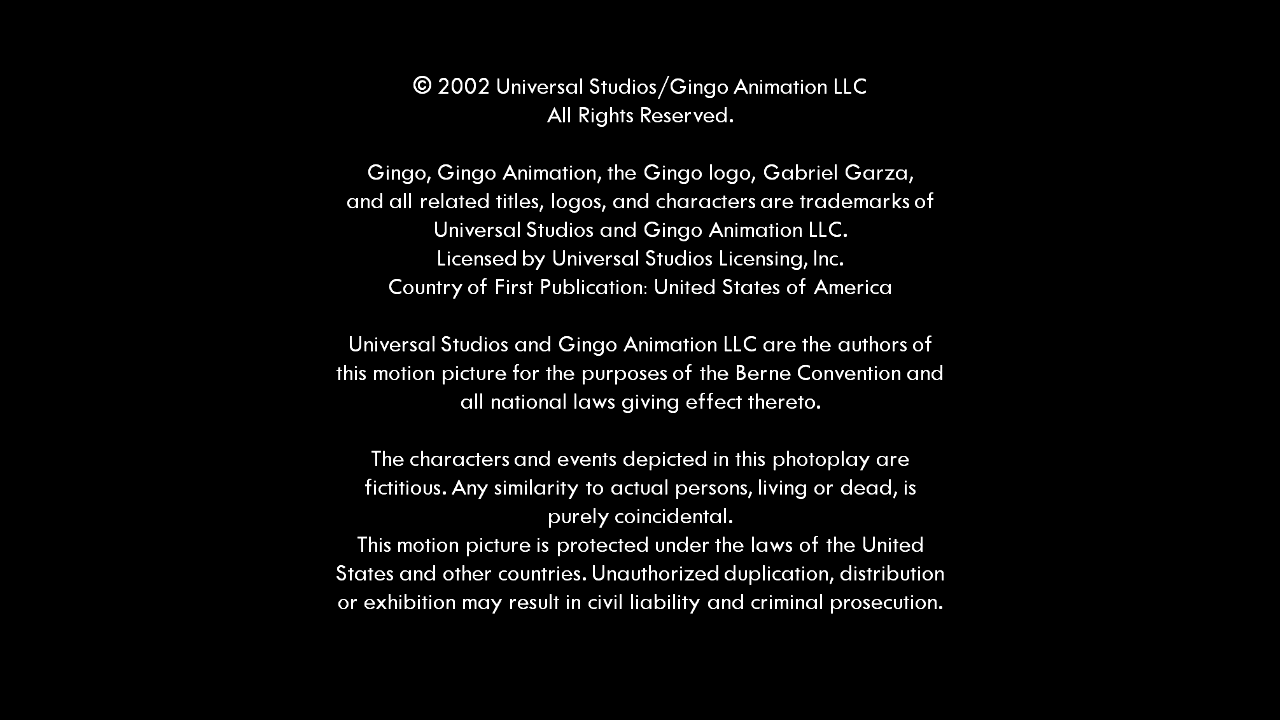 © 2002 Universal Studios/Gingo Animation LLC
All Rights Reserved.
Gingo, Gingo Animation, the Gingo logo, Gabriel Garza,
and all related titles, logos, and characters are trademarks of
Universal Studios and Gingo Animation LLC.
Licensed by Universal Studios Licensing, Inc.
Country of First Publication: United States of America
Universal Studios and Gingo Animation LLC are the authors of
this motion picture for the purposes of the Berne Convention and
all national laws giving effect thereto.
The characters and events depicted in this photoplay are
fictitious. Any similarity to actual persons, living or dead, is
purely coincidental.
This motion picture is protected under the laws of the United
States and other countries. Unauthorized duplication, distribution
or exhibition may result in civil liability and criminal prosecution.